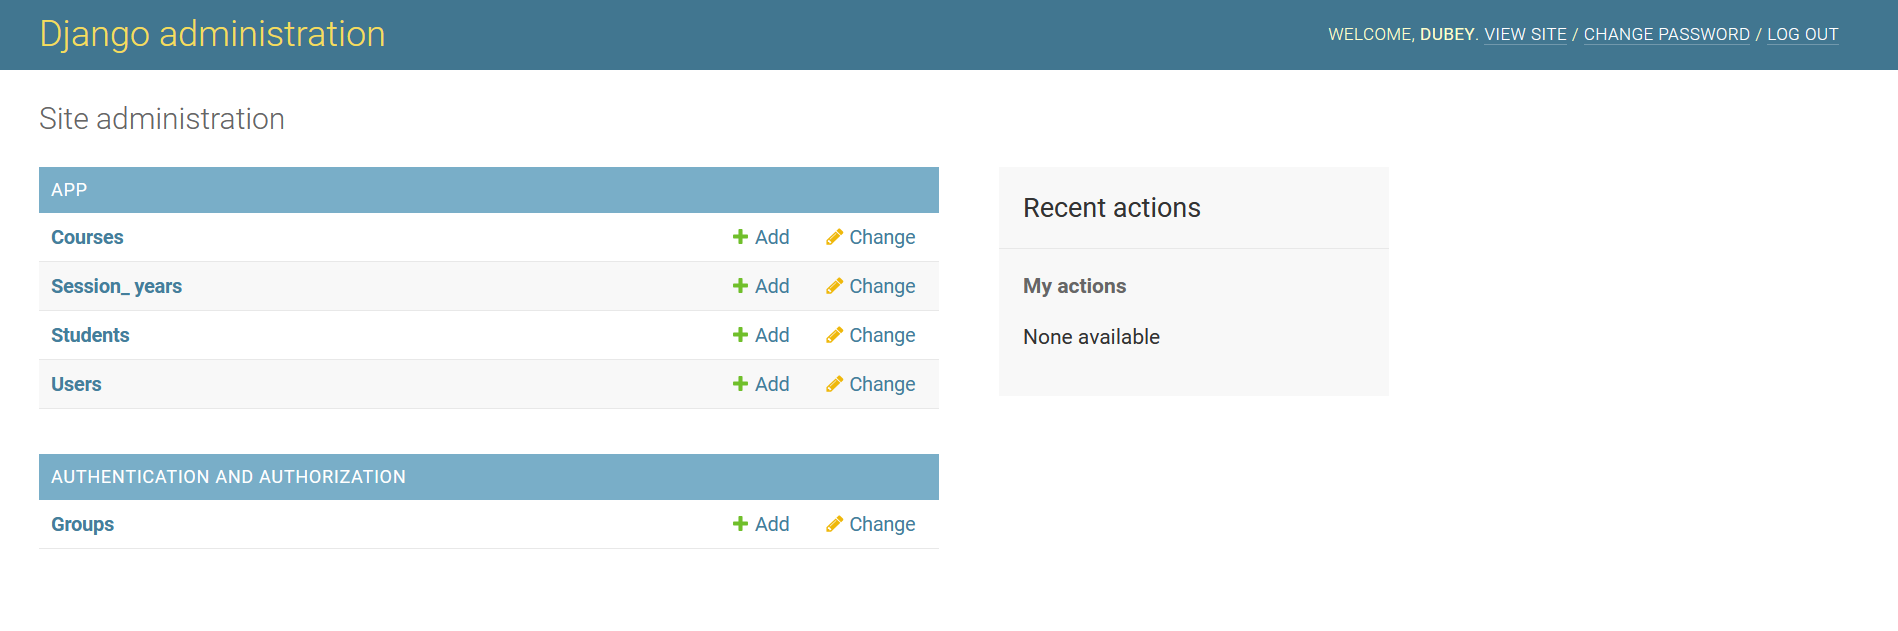 Django administration
WELCOME, DUBEY. VIEW SITE / CHANGE PASSWORD / LOG OUT
Site administration
APP
Courses Add Change
Session_ years Add Change
Students Add Change
Users Add Change
AUTHENTICATION AND AUTHORIZATION
Groups Add Change
Recent actions
My actions
None available